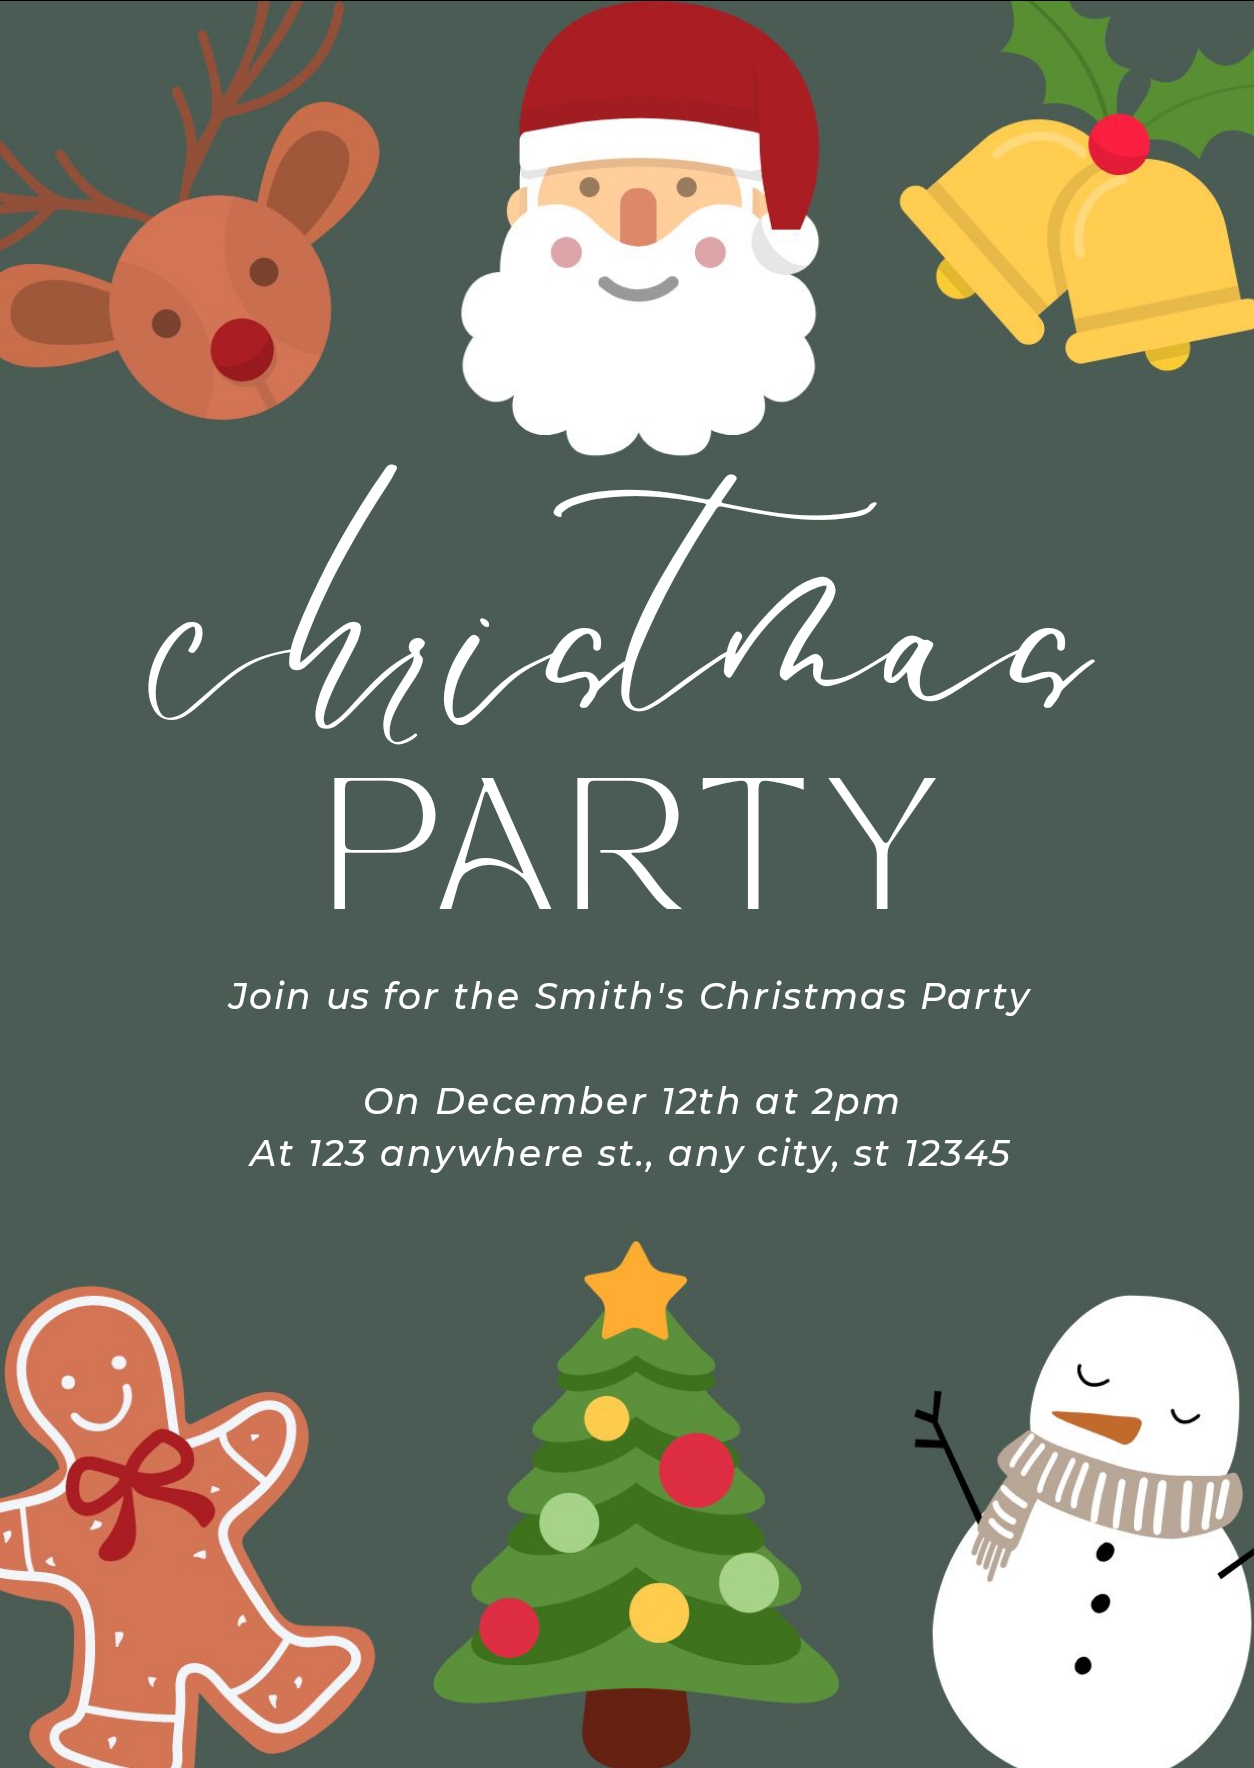 christmas
PARTY
Join us for the Smith's Christmas Party
On December 12th at 2pm
At 123 anywhere st., any city, st 12345